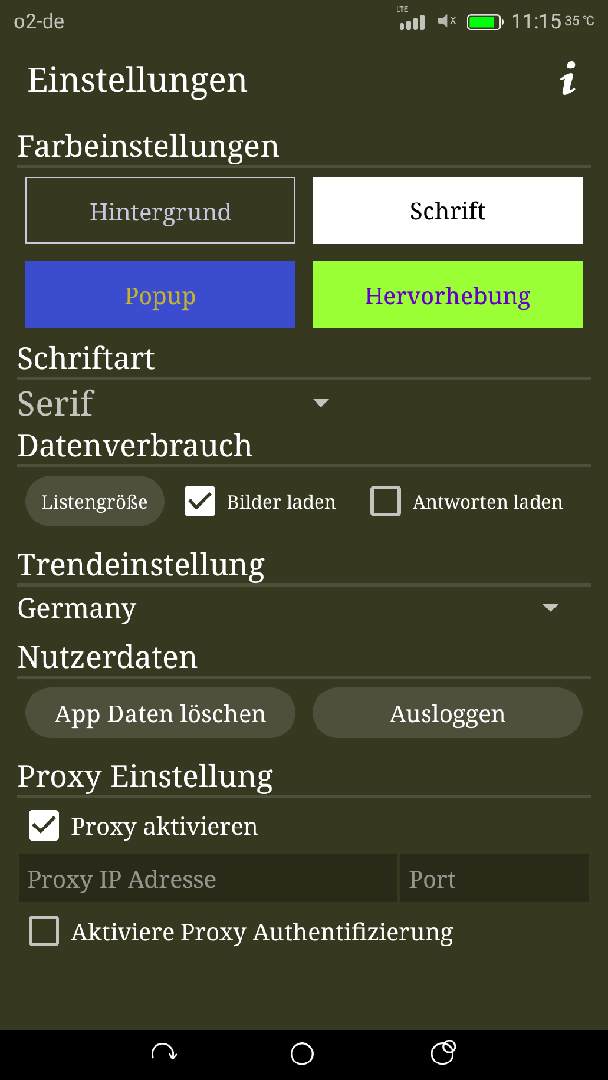 o2-de LTE 11:15 35 °C
Einstellungen i
Farbeinstellungen
Hintergrund Schrift
Popup Hervorhebung
Schriftart
Serif
Datenverbrauch
Listengröße Bilder laden Antworten laden
Trendeinstellung
Germany
Nutzerdaten
App Daten löschen Ausloggen
Proxy Einstellung
Proxy aktivieren
Proxy IP Adresse Port
Aktiviere Proxy Authentifizierung